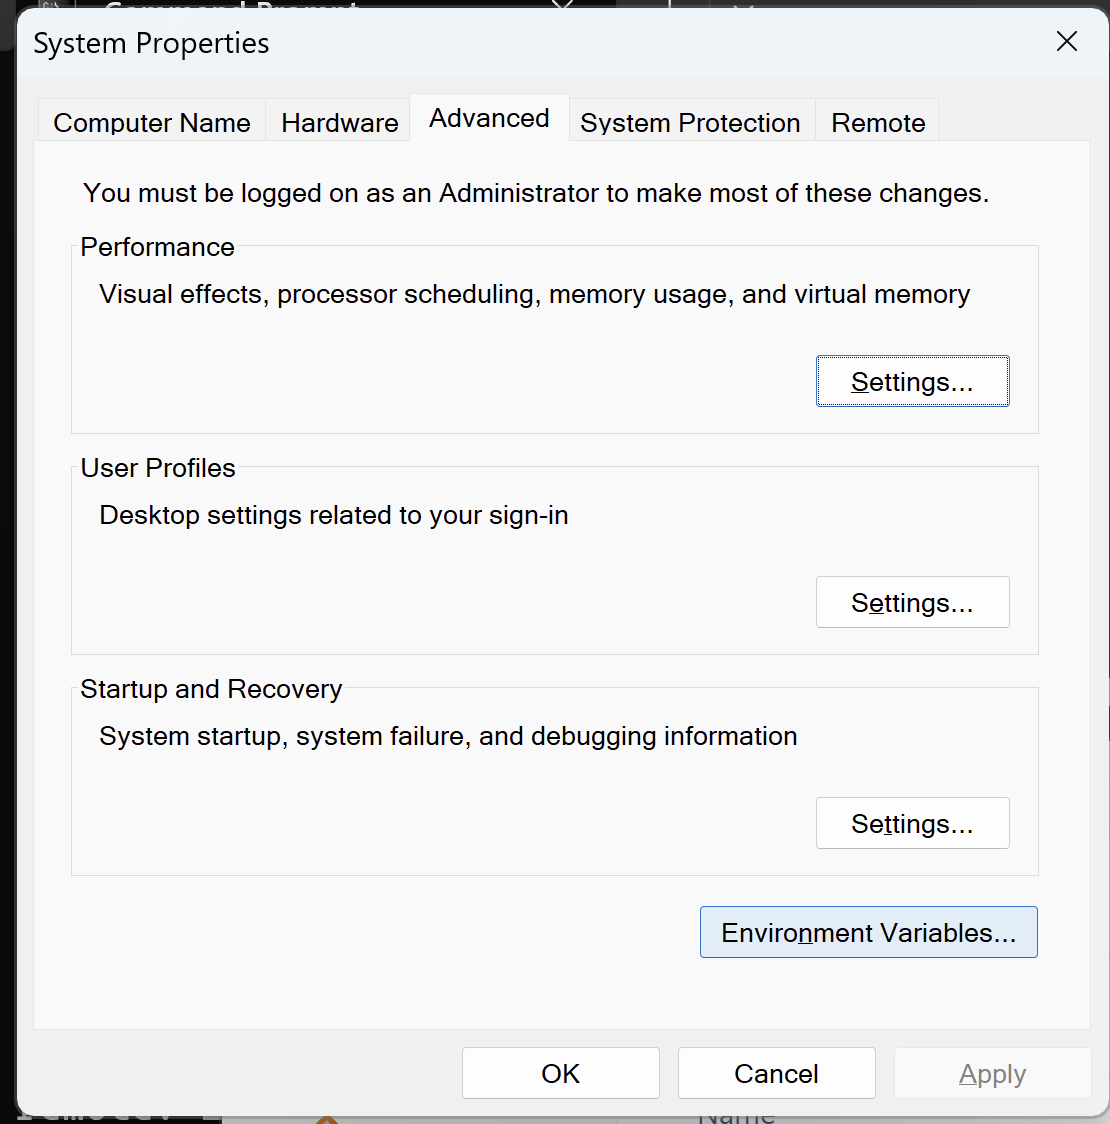 Command Prompt
System Properties
Computer Name
Hardware
Advanced
System Protection
Remote
You must be logged on as an Administrator to make most of these changes.
Performance
Visual effects, processor scheduling, memory usage, and virtual memory
Settings...
User Profiles
Desktop settings related to your sign-in
Settings...
Startup and Recovery
System startup, system failure, and debugging information
Settings...
Environment Variables...
OK
Cancel
Apply
Name